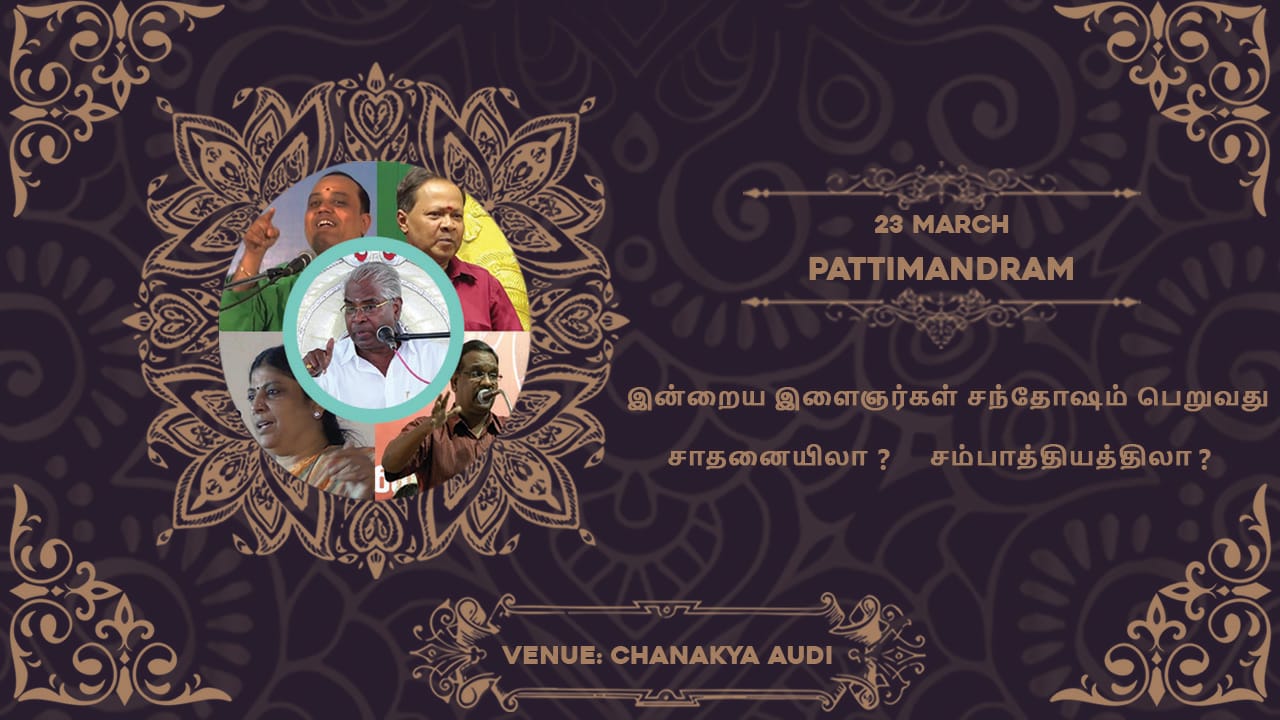 23 MARCH
PATTIMANDRAM
இன்றைய இளைஞர்கள் சந்தோஷம் பெறுவது
சாதனையிலா ? சம்பாத்தியத்திலா ?
VENUE: CHANAKYA AUDI